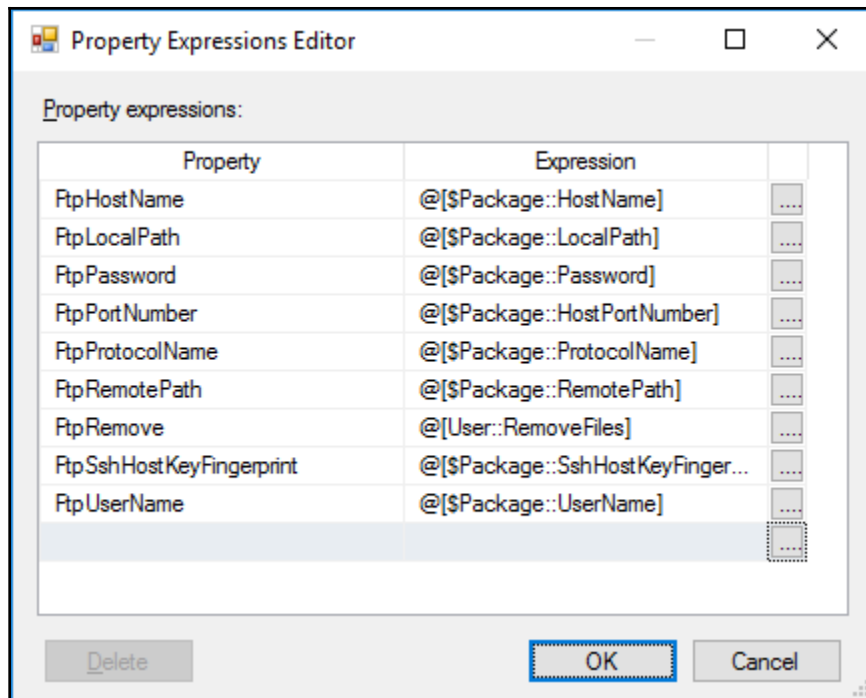 Property Expressions Editor
Property expressions:
Property Expression
FtpHostName @[$Package::HostName] ....
FtpLocalPath @[$Package::LocalPath] ....
FtpPassword @[$Package::Password] ....
FtpPortNumber @[$Package::HostPortNumber] ....
FtpProtocolName @[$Package::ProtocolName] ....
FtpRemotePath @[$Package::RemotePath] ....
FtpRemove @[User::RemoveFiles] ....
FtpSshHostKeyFingerprint @[$Package::SshHostKeyFinger... ....
FtpUserName @[$Package::UserName] ....
....
Delete OK Cancel